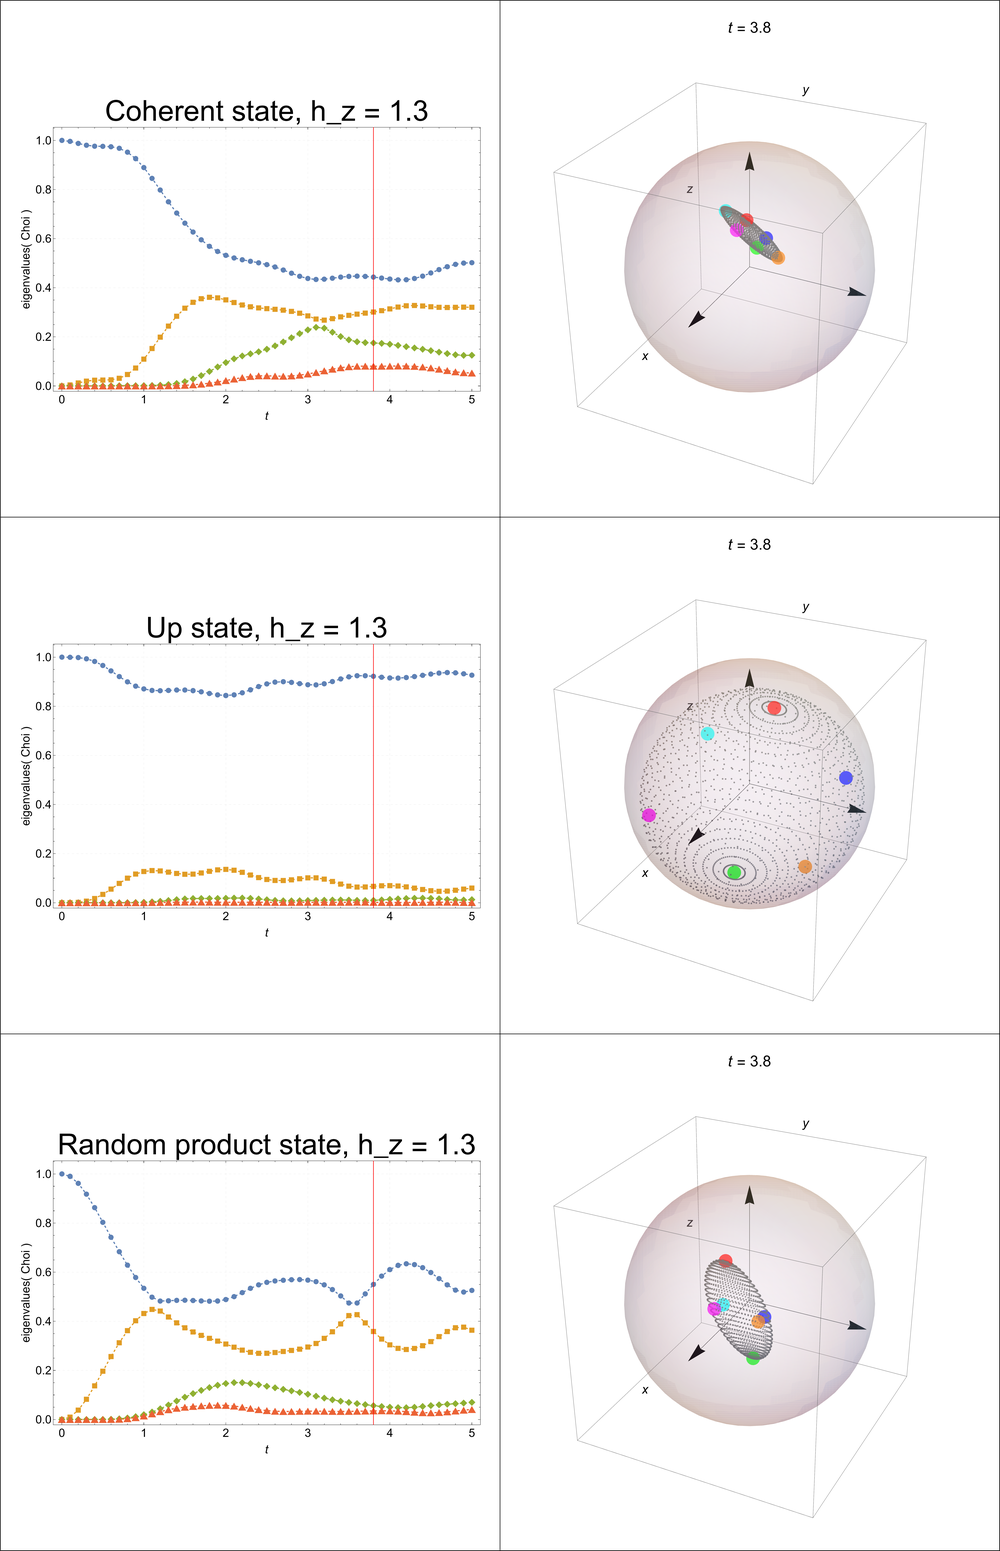 Coherent state, h_z = 1.3
eigenvalues( Choi )
1.0
0.8
0.6
0.4
0.2
0.0
0 1 2 3 4 5
t
t = 3.8
y
z
x
Up state, h_z = 1.3
eigenvalues( Choi )
1.0
0.8
0.6
0.4
0.2
0.0
0 1 2 3 4 5
t
t = 3.8
y
z
x
Random product state, h_z = 1.3
eigenvalues( Choi )
1.0
0.8
0.6
0.4
0.2
0.0
0 1 2 3 4 5
t
t = 3.8
y
z
x